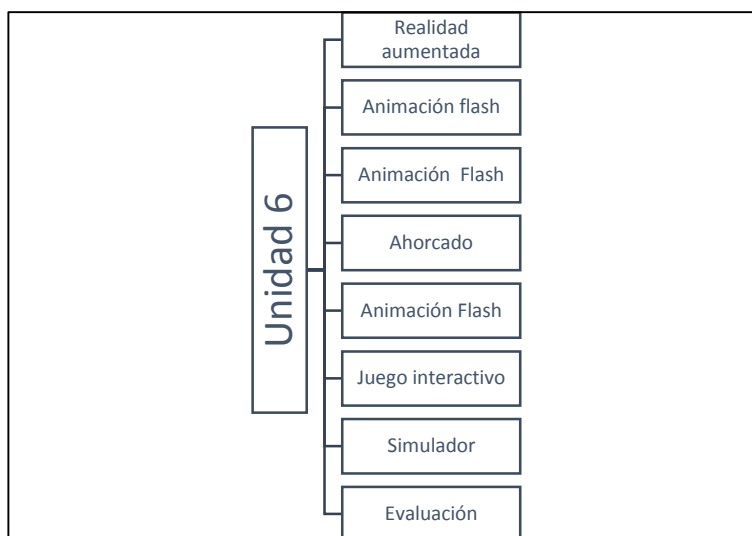 Unidad 6
Realidad
aumentada
Animación flash
Animación  Flash
Ahorcado
Animación Flash
Juego interactivo
Simulador
Evaluación